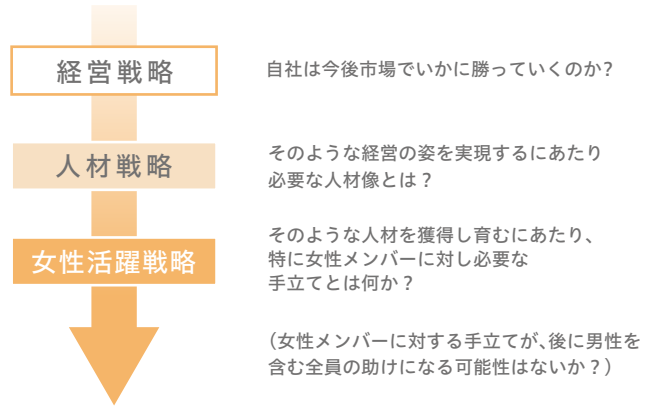 経営戦略
自社は今後市場でいかに勝っていくのか？
人材戦略
そのような経営の姿を実現するにあたり
必要な人材像とは？
女性活躍戦略
そのような人材を獲得し育むにあたり、
特に女性メンバーに対し必要な
手立てとは何か？
（女性メンバーに対する手立てが、後に男性を
含む全員の助けになる可能性はないか？）